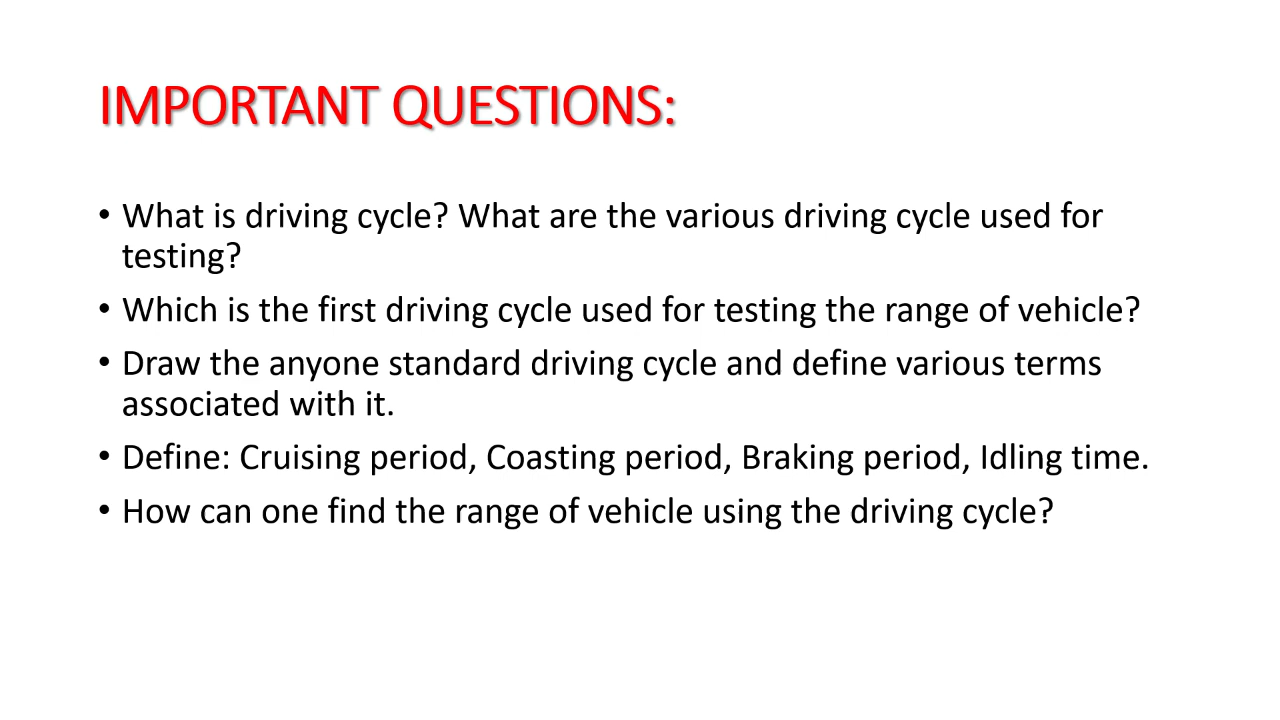 IMPORTANT QUESTIONS:
• What is driving cycle? What are the various driving cycle used for
testing?
• Which is the first driving cycle used for testing the range of vehicle?
• Draw the anyone standard driving cycle and define various terms
associated with it.
• Define: Cruising period, Coasting period, Braking period, Idling time.
• How can one find the range of vehicle using the driving cycle?